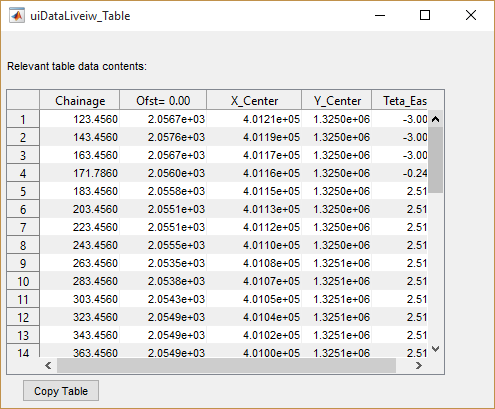 uiDataLiveiw_Table
Relevant table data contents:
Chainage Ofst= 0.00 X_Center Y_Center Teta_Eas
1 123.4560 2.0567e+03 4.0121e+05 1.3250e+06 -3.00
2 143.4560 2.0576e+03 4.0119e+05 1.3250e+06 -3.00
3 163.4560 2.0567e+03 4.0117e+05 1.3250e+06 -3.00
4 171.7860 2.0560e+03 4.0116e+05 1.3250e+06 -0.24
5 183.4560 2.0558e+03 4.0115e+05 1.3250e+06 2.51
6 203.4560 2.0551e+03 4.0113e+05 1.3250e+06 2.51
7 223.4560 2.0551e+03 4.0112e+05 1.3250e+06 2.51
8 243.4560 2.0555e+03 4.0110e+05 1.3250e+06 2.51
9 263.4560 2.0535e+03 4.0108e+05 1.3251e+06 2.51
10 283.4560 2.0538e+03 4.0107e+05 1.3251e+06 2.51
11 303.4560 2.0543e+03 4.0105e+05 1.3251e+06 2.51
12 323.4560 2.0549e+03 4.0104e+05 1.3251e+06 2.51
13 343.4560 2.0549e+03 4.0102e+05 1.3251e+06 2.51
14 363.4560 2.0549e+03 4.0100e+05 1.3251e+06 2.51
Copy Table